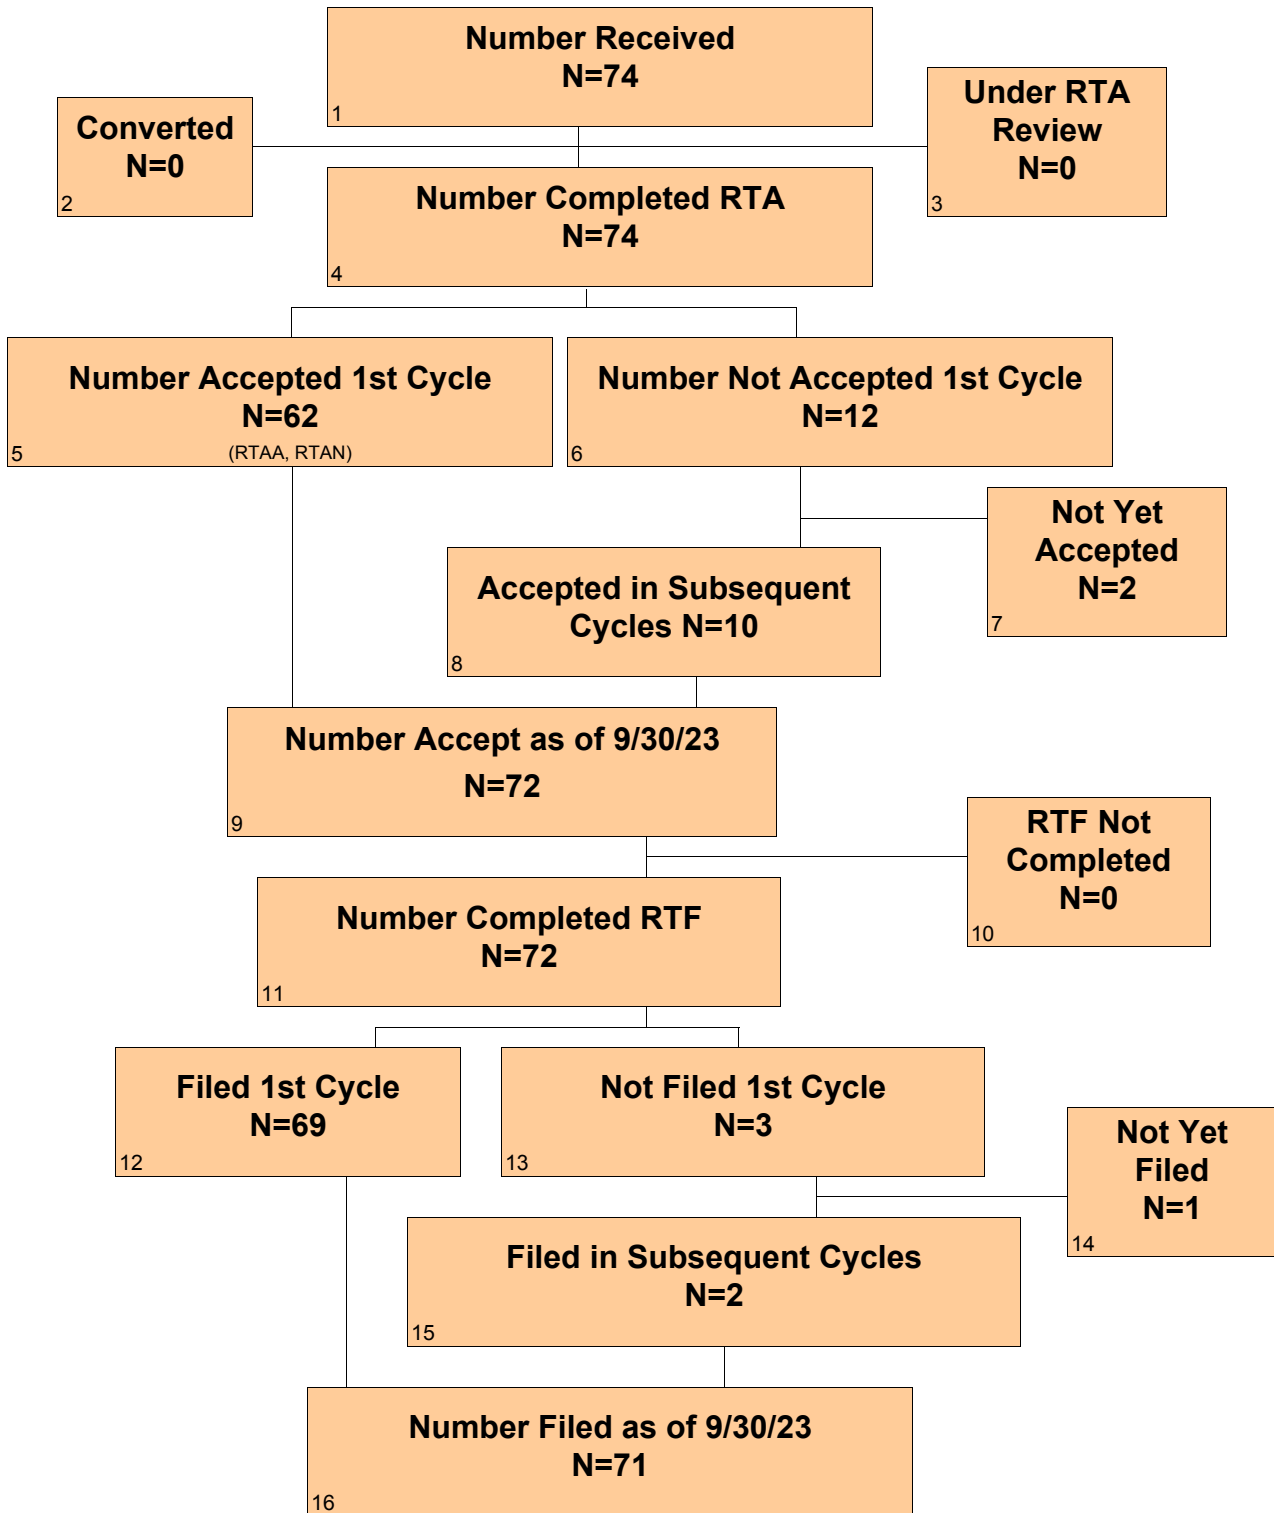 Number Received
N=74
1
Converted
N=0
2
Under RTA
Review
N=0
3
Number Completed RTA
N=74
4
Number Accepted 1st Cycle
N=62
(RTAA, RTAN)
5
Number Not Accepted 1st Cycle
N=12
6
Not Yet
Accepted
N=2
7
Accepted in Subsequent
Cycles N=10
8
Number Accept as of 9/30/23
N=72
9
RTF Not
Completed
N=0
10
Number Completed RTF
N=72
11
Filed 1st Cycle
N=69
12
Not Filed 1st Cycle
N=3
13
Not Yet
Filed
N=1
14
Filed in Subsequent Cycles
N=2
15
Number Filed as of 9/30/23
N=71
16